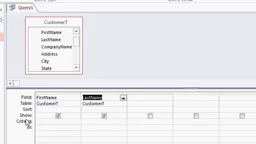 Query1
CustomerT
FirstName
LastName
CompanyName
Address
City
State
Field: FirstName LastName
Table: CustomerT CustomerT
Sort:
Show:
Criteria:
or: